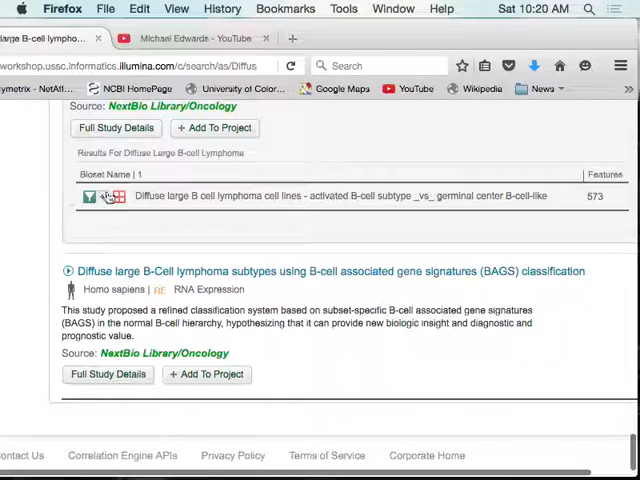 Firefox File Edit View History Bookmarks Tools Window Help Sat 10:20 AM
large B-cell lympho... × Michael Edwards - YouTube × +
workshop.ussc.informatics.illumina.com/c/search/as/Diffus Search
ymetrix - NetAff... NCBI HomePage University of Color... Google Maps YouTube Wikipedia News
Source: NextBio Library/Oncology
Full Study Details + Add To Project
Results For Diffuse Large B-cell Lymphoma
Bioset Name | 1 Features
Diffuse large B cell lymphoma cell lines - activated B-cell subtype _vs_ germinal center B-cell-like 573
Diffuse large B-Cell lymphoma subtypes using B-cell associated gene signatures (BAGS) classification
Homo sapiens | RE RNA Expression
This study proposed a refined classification system based on subset-specific B-cell associated gene signatures
(BAGS) in the normal B-cell hierarchy, hypothesizing that it can provide new biologic insight and diagnostic and
prognostic value.
Source: NextBio Library/Oncology
Full Study Details + Add To Project
Contact Us Correlation Engine APIs Privacy Policy Terms of Service Corporate Home